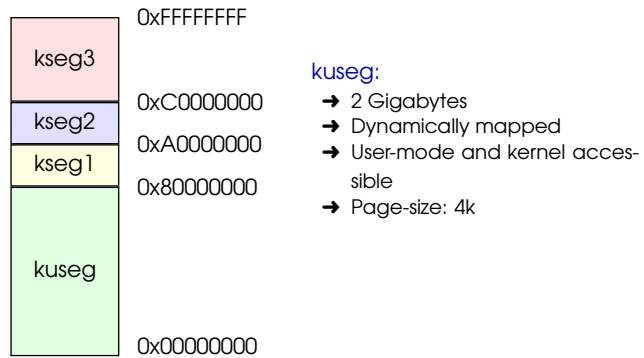 0xFFFFFFFF
kseg3
0xC0000000
kseg2
0xA0000000
kseg1
0x80000000
kuseg
0x00000000
kuseg:
➜ 2 Gigabytes
➜ Dynamically mapped
➜ User-mode and kernel acces-
sible
➜ Page-size: 4k